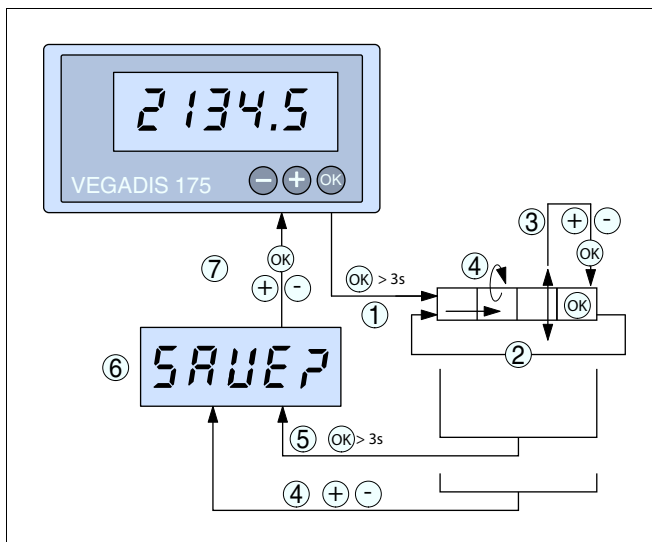 2134.5
VEGADIS 175
− + OK
③ + -
OK
④
⑦ OK
+ -
OK > 3s
①
OK
②
⑥ SAVE?
⑤ OK > 3s
④ + -